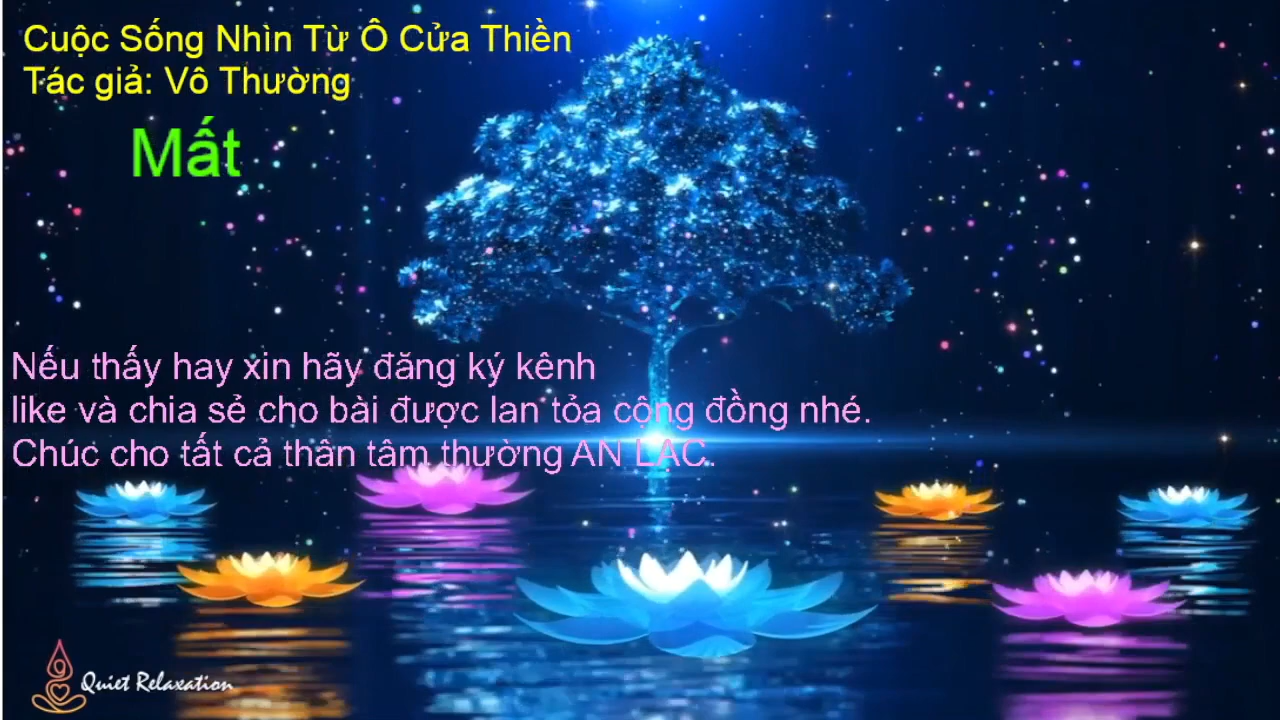 Cuộc Sống Nhìn Từ Ô Cửa Thiền
Tác giả: Vô Thường
Mất
Nếu thấy hay xin hãy đăng ký kênh
like và chia sẻ cho bài được lan tỏa cộng đồng nhé.
Chúc cho tất cả thân tâm thường AN LẠC.
Quiet Relaxation